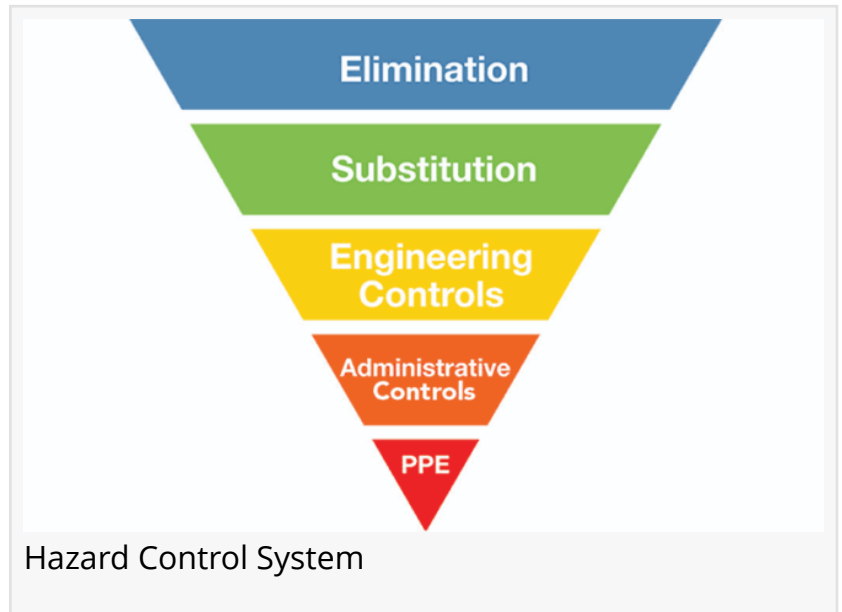 Elimination
Substitution
Engineering
Controls
Administrative
Controls
PPE
Hazard Control System